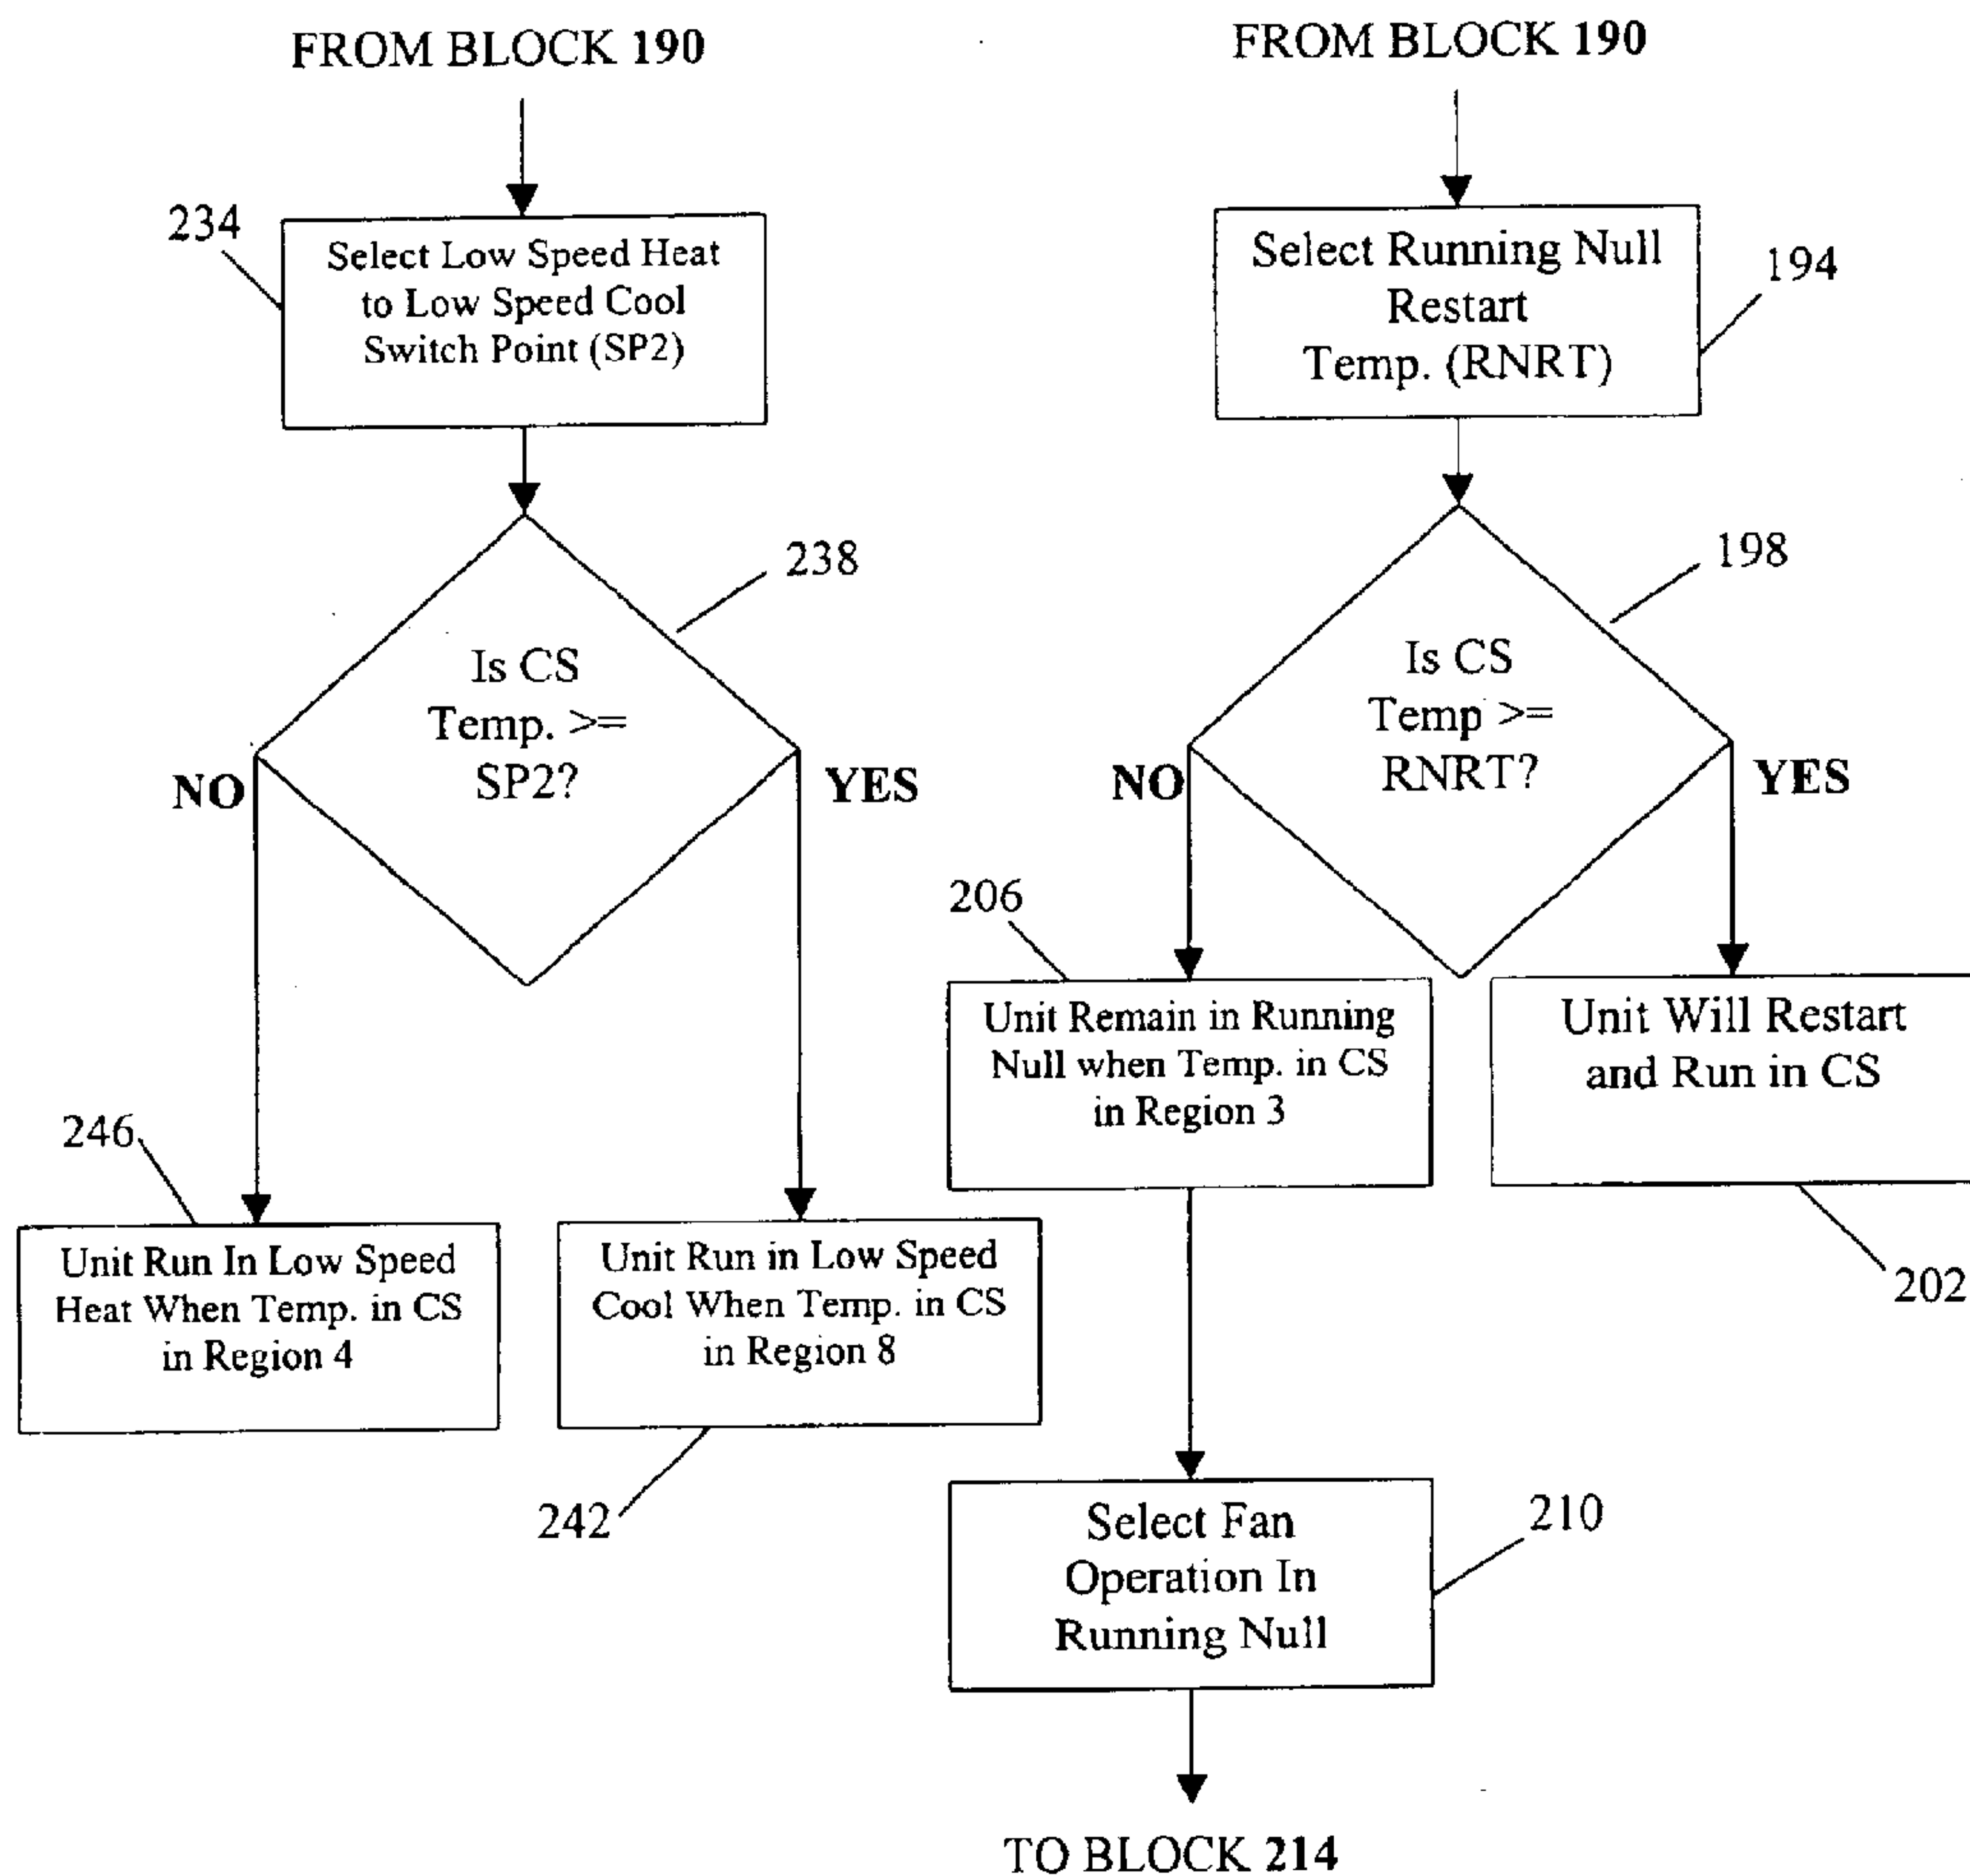 FROM BLOCK 190
234
Select Low Speed Heat
to Low Speed Cool
Switch Point (SP2)
238
Is CS
Temp. >=
SP2?
NO
YES
246
Unit Run In Low Speed
Heat When Temp. in CS
in Region 4
Unit Run in Low Speed
Cool When Temp. in CS
in Region 8
242
FROM BLOCK 190
Select Running Null
Restart
Temp. (RNRT)
194
198
Is CS
Temp >=
RNRT?
NO
YES
206
Unit Remain in Running
Null when Temp. in CS
in Region 3
Unit Will Restart
and Run in CS
202
Select Fan
Operation In
Running Null
210
TO BLOCK 214